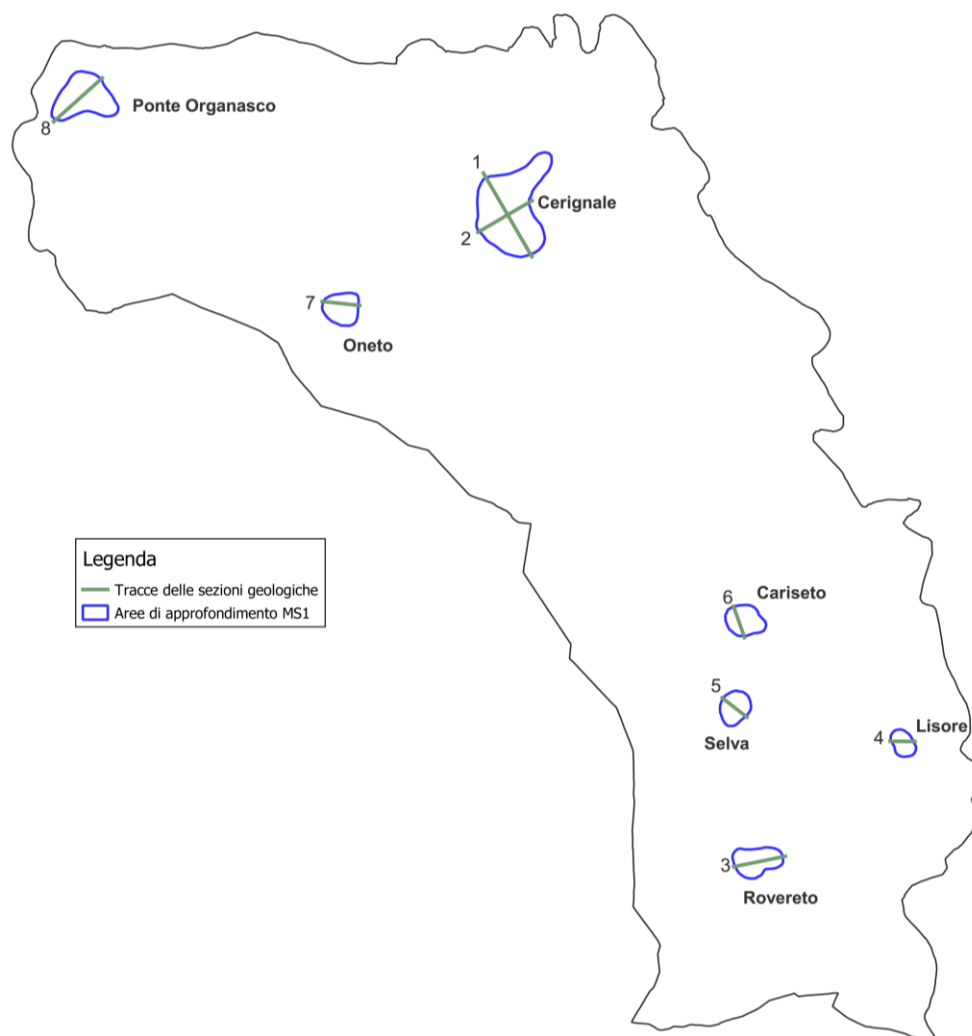 Ponte Organasco
8
1
Cerignale
2
7
Oneto
Legenda
Tracce delle sezioni geologiche
Aree di approfondimento MS1
6
Cariseto
5
Selva
Lisore
4
3
Rovereto